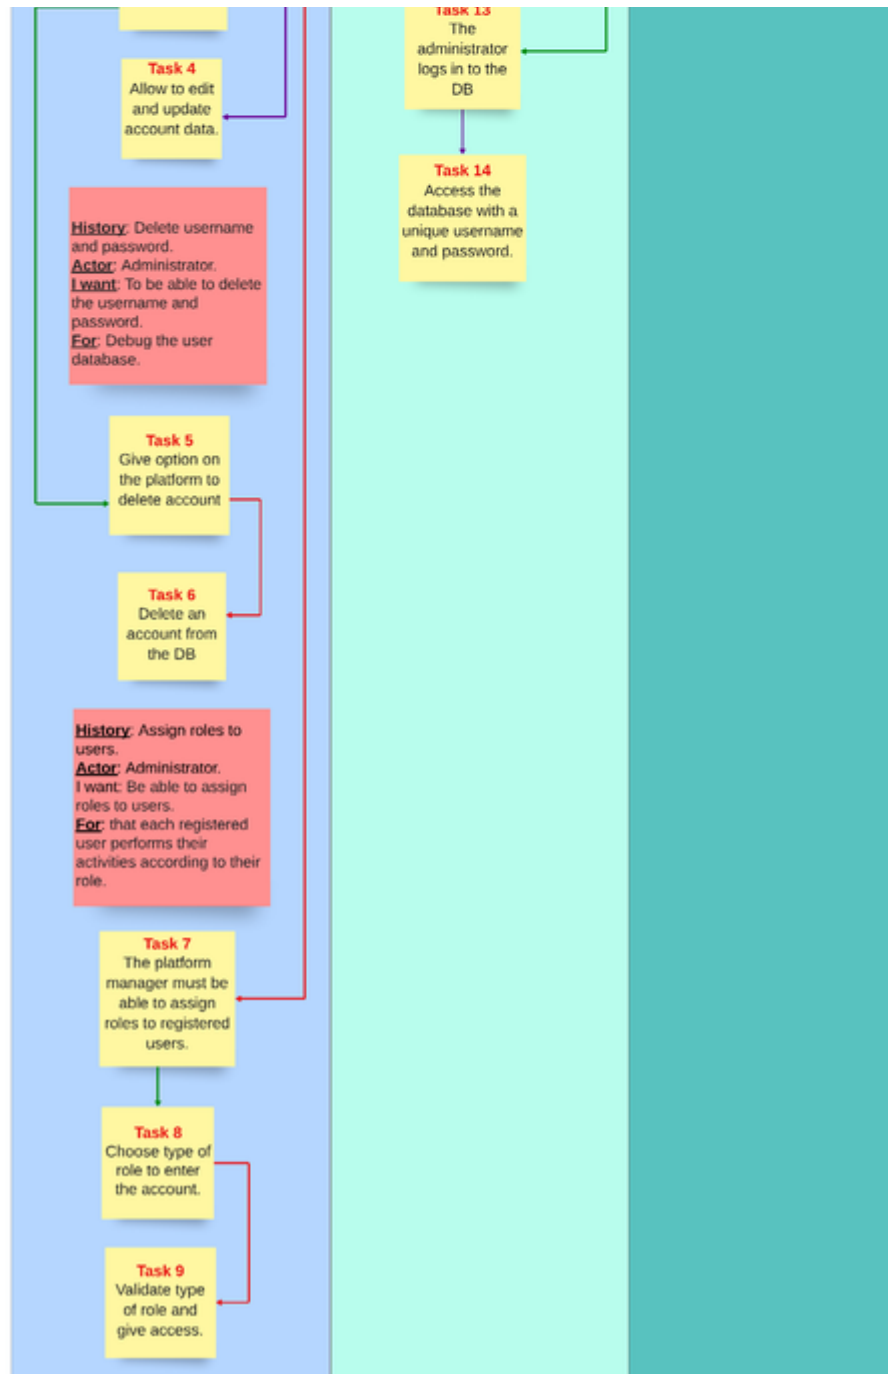 Task 4
Allow to edit
and update
account data.
History: Delete username
and password.
Actor: Administrator.
I want: To be able to delete
the username and
password.
For: Debug the user
database.
Task 5
Give option on
the platform to
delete account
Task 6
Delete an
account from
the DB
History: Assign roles to
users.
Actor: Administrator.
I want: Be able to assign
roles to users.
For: that each registered
user performs their
activities according to their
role.
Task 7
The platform
manager must be
able to assign
roles to registered
users.
Task 8
Choose type of
role to enter
the account.
Task 9
Validate type
of role and
give access.
Task 13
The
administrator
logs in to the
DB
Task 14
Access the
database with a
unique username
and password.